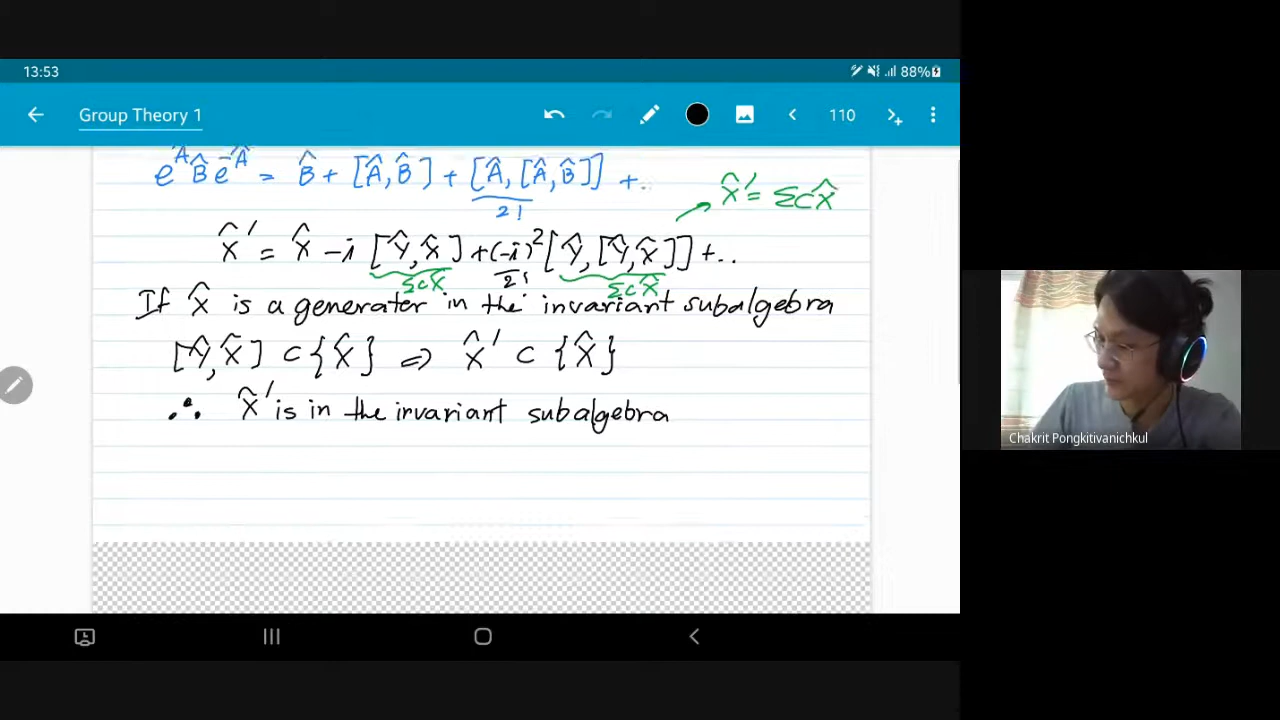 13:53
88%
Group Theory 1
110
e^Â B̂ e^-Â = B̂ + [Â, B̂] + [Â, [Â, B̂]]/2! + ..
X̂' = ΣcX̂
X̂' = X̂ - i [Ŷ, X̂] + (-i)²/2! [Ŷ, [Ŷ, X̂]] + ..
ΣcX̂ ΣcX̂
If X̂ is a generater in the invariant subalgebra
[Ŷ, X̂] ⊂ {X̂} ⇒ X̂' ⊂ {X̂}
∴ X̂' is in the invariant subalgebra
Chakrit Pongkitivanichkul